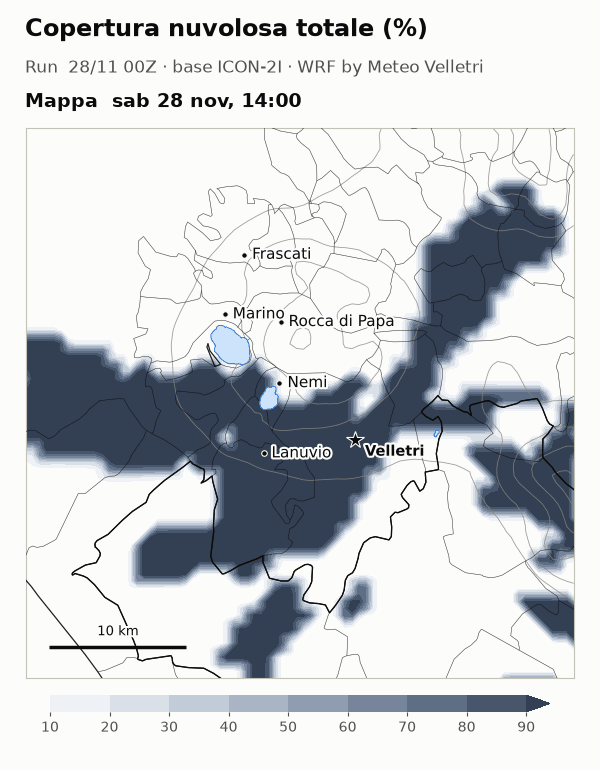 Copertura nuvolosa totale (%)
Run  28/11 00Z · base ICON-2I · WRF by Meteo Velletri
Mappa  sab 28 nov, 14:00
Frascati
Marino
Rocca di Papa
Nemi
Velletri
Lanuvio
10 km
10 20 30 40 50 60 70 80 90